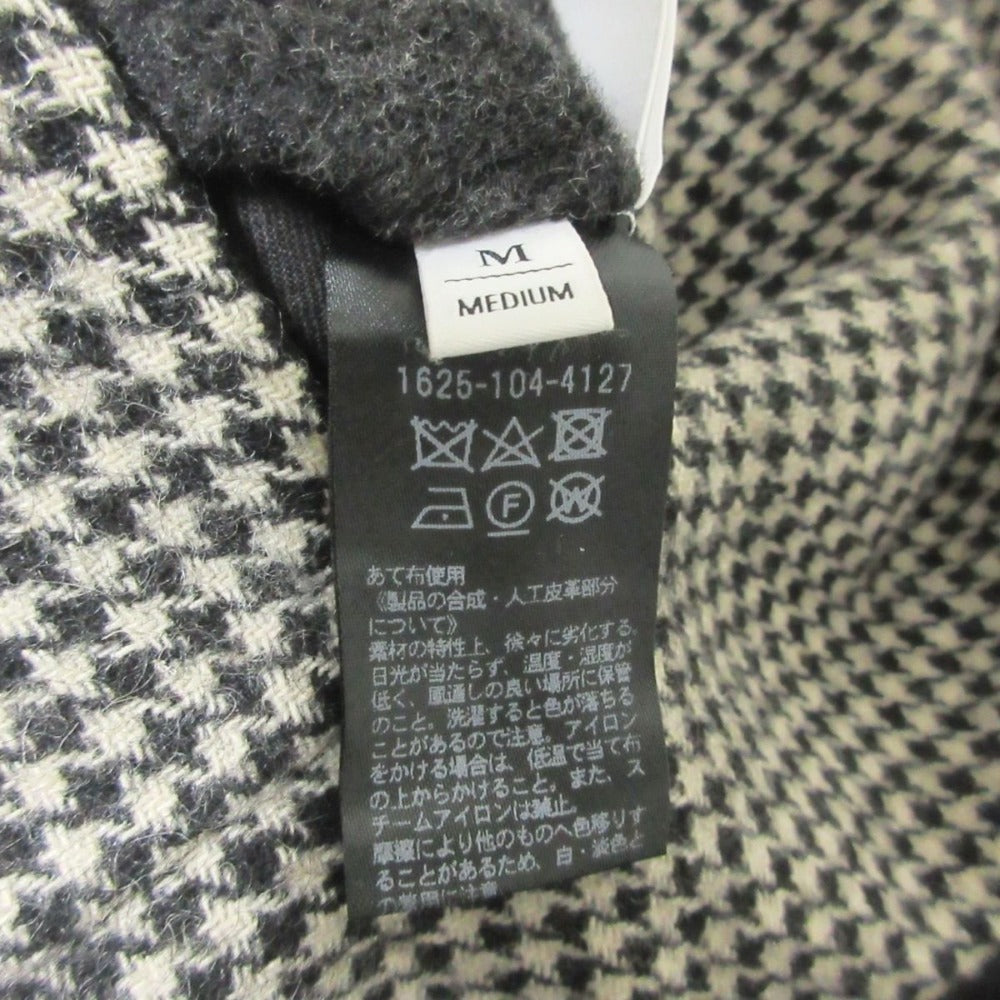 M
MEDIUM
1625-104-4127
F
W
あて布使用
《製品の合成・人工皮革部分
について》
素材の特性上、徐々に劣化する。
日光が当たらず、温度・湿度が
低く、風通しの良い場所に保管
のこと。洗濯すると色が落ちる
ことがあるので注意。アイロン
をかける場合は、低温で当て布
の上からかけること。また、ス
チームアイロンは禁止。
摩擦により他のものへ色移りす
ることがあるため、白・淡色と
の着用に注意